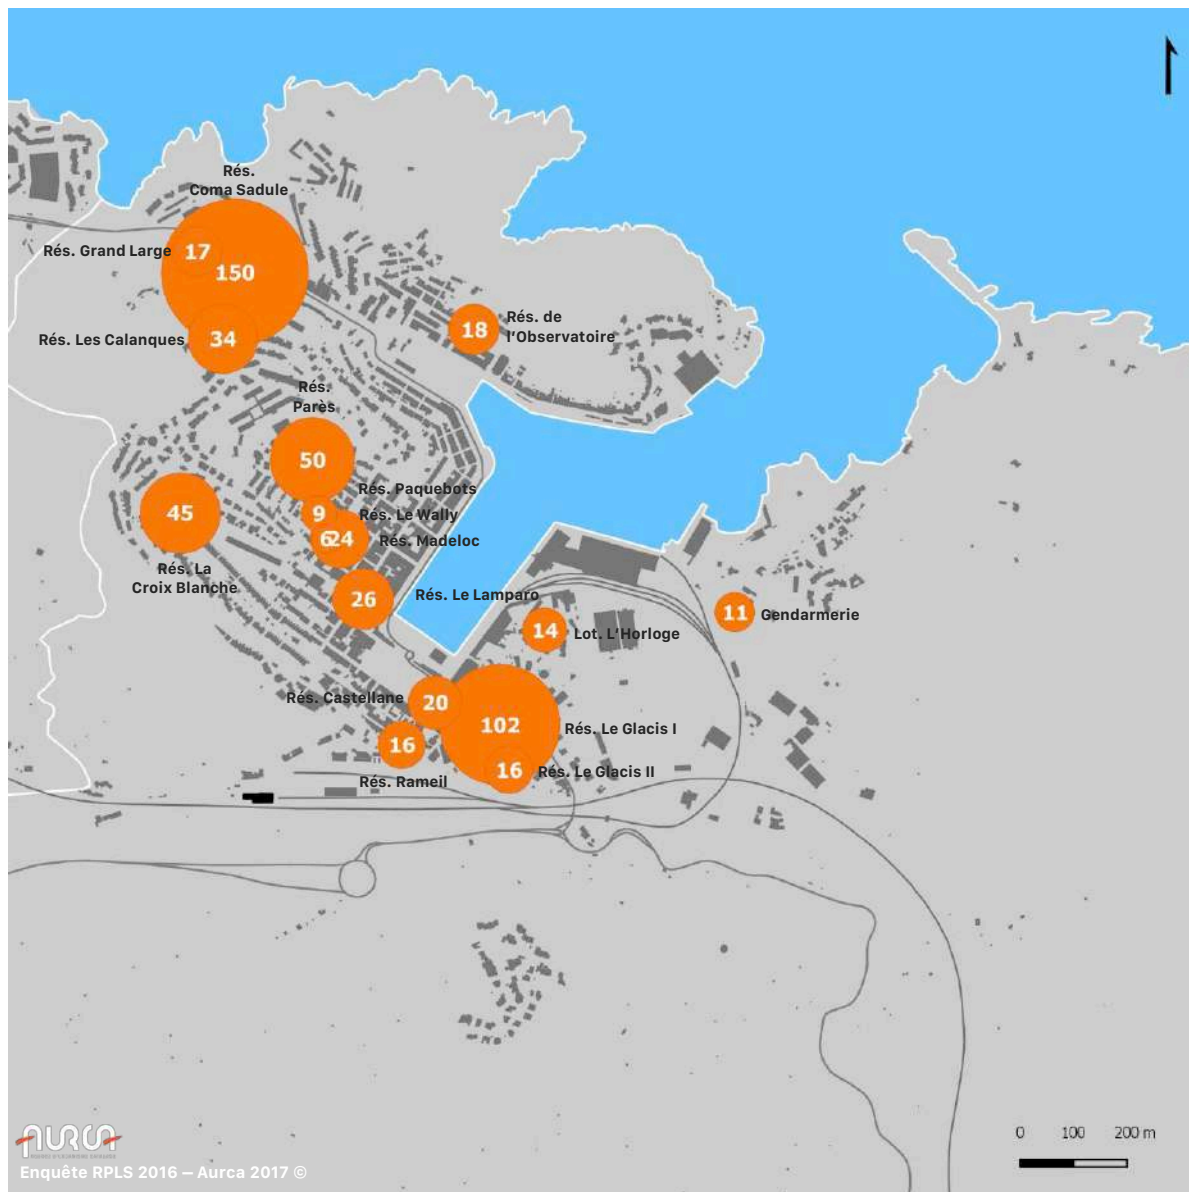 Rés.
Coma Sadule
Rés. Grand Large
17
150
Rés. Les Calanques
34
18
Rés. de
l'Observatoire
Rés.
Parès
50
Rés. Paquebots
45
9
Rés. Le Wally
6
24
Rés. Madeloc
Rés. La
Croix Blanche
26
Rés. Le Lamparo
11
Gendarmerie
14
Lot. L'Horloge
Rés. Castellane
20
102
Rés. Le Glacis I
16
Rés. Rameil
16
Rés. Le Glacis II
0 100 200 m
AURCA
Enquête RPLS 2016 – Aurca 2017 ©